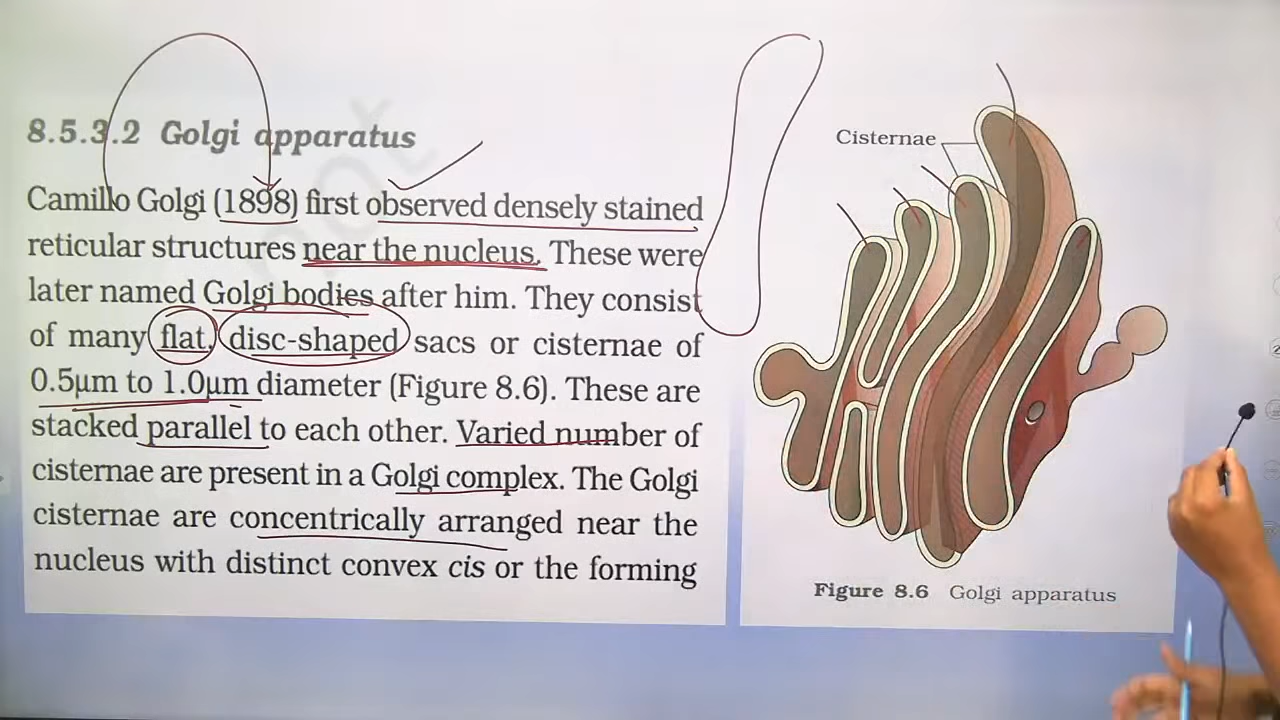 8.5.3.2 Golgi apparatus
Camillo Golgi (1898) first observed densely stained
reticular structures near the nucleus. These were
later named Golgi bodies after him. They consist
of many flat, disc-shaped sacs or cisternae of
0.5μm to 1.0μm diameter (Figure 8.6). These are
stacked parallel to each other. Varied number of
cisternae are present in a Golgi complex. The Golgi
cisternae are concentrically arranged near the
nucleus with distinct convex cis or the forming
Cisternae
Figure 8.6 Golgi apparatus